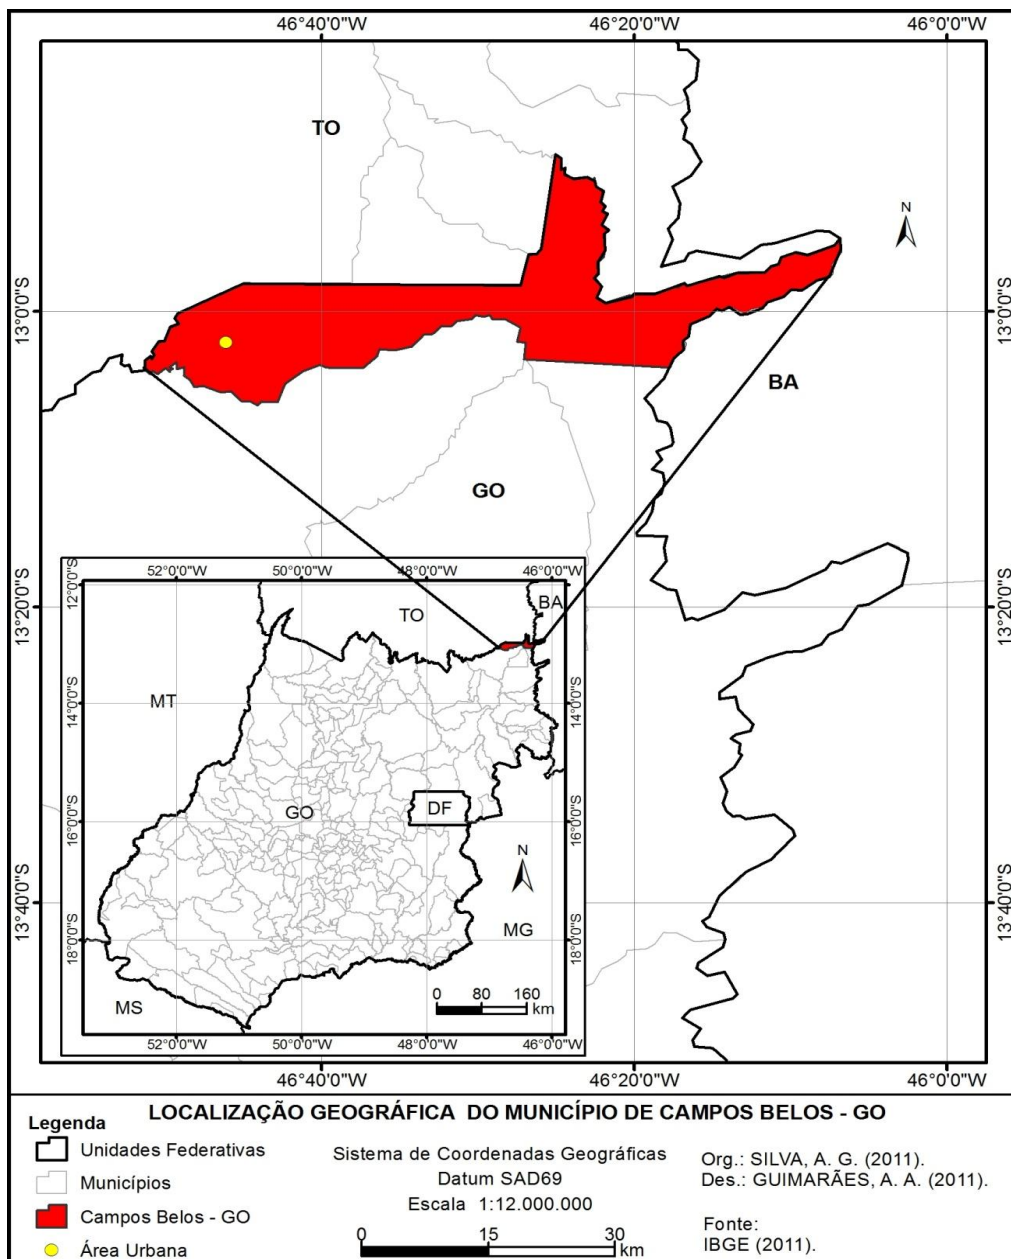 46°40'0"W 46°20'0"W 46°0'0"W
TO
N
13°0'0"S 13°0'0"S
BA
GO
52°0'0"W 50°0'0"W 48°0'0"W 46°0'0"W
12°0'0"S 12°0'0"S
TO BA
13°20'0"S 13°20'0"S
MT
14°0'0"S 14°0'0"S
GO DF
16°0'0"S 16°0'0"S
N
13°40'0"S 13°40'0"S
MG
18°0'0"S 18°0'0"S
MS
0 80 160
km
52°0'0"W 50°0'0"W 48°0'0"W 46°0'0"W
46°40'0"W 46°20'0"W 46°0'0"W
LOCALIZAÇÃO GEOGRÁFICA DO MUNICÍPIO DE CAMPOS BELOS - GO
Legenda
Unidades Federativas
Municípios
Campos Belos - GO
Área Urbana
Sistema de Coordenadas Geográficas
Datum SAD69
Escala 1:12.000.000
0 15 30
km
Org.: SILVA, A. G. (2011).
Des.: GUIMARÃES, A. A. (2011).
Fonte:
IBGE (2011).